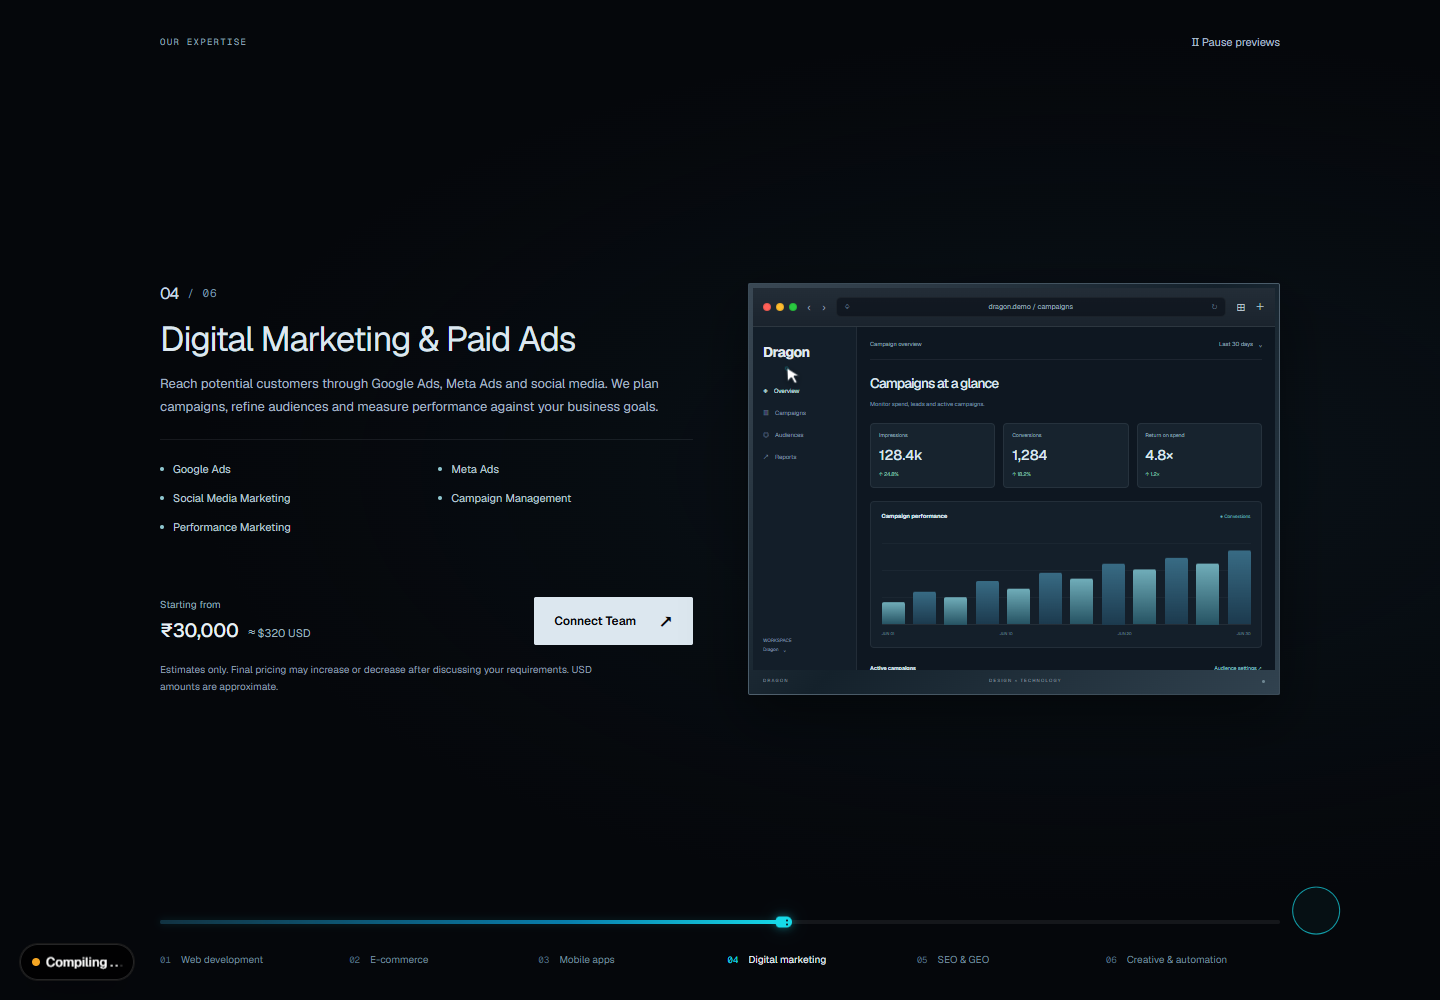 OUR EXPERTISE
Pause previews
04 / 06
Digital Marketing & Paid Ads
Reach potential customers through Google Ads, Meta Ads and social media. We plan
campaigns, refine audiences and measure performance against your business goals.
Google Ads
Meta Ads
Social Media Marketing
Campaign Management
Performance Marketing
Starting from
₹30,000 ≈ $320 USD
Connect Team ↗
Estimates only. Final pricing may increase or decrease after discussing your requirements. USD
amounts are approximate.
dragon.demo / campaigns
Dragon
Overview
Campaigns
Audiences
Reports
WORKSPACE
Dragon
Campaign overview
Last 30 days
Campaigns at a glance
Monitor spend, leads and active campaigns.
Impressions
128.4k
↑ 24.8%
Conversions
1,284
↑ 18.2%
Return on spend
4.8×
↑ 1.2×
Campaign performance
Conversions
Active campaigns
Audience settings
DRAGON
DESIGN + TECHNOLOGY
01 Web development
02 E-commerce
03 Mobile apps
04 Digital marketing
05 SEO & GEO
06 Creative & automation
Compiling ...